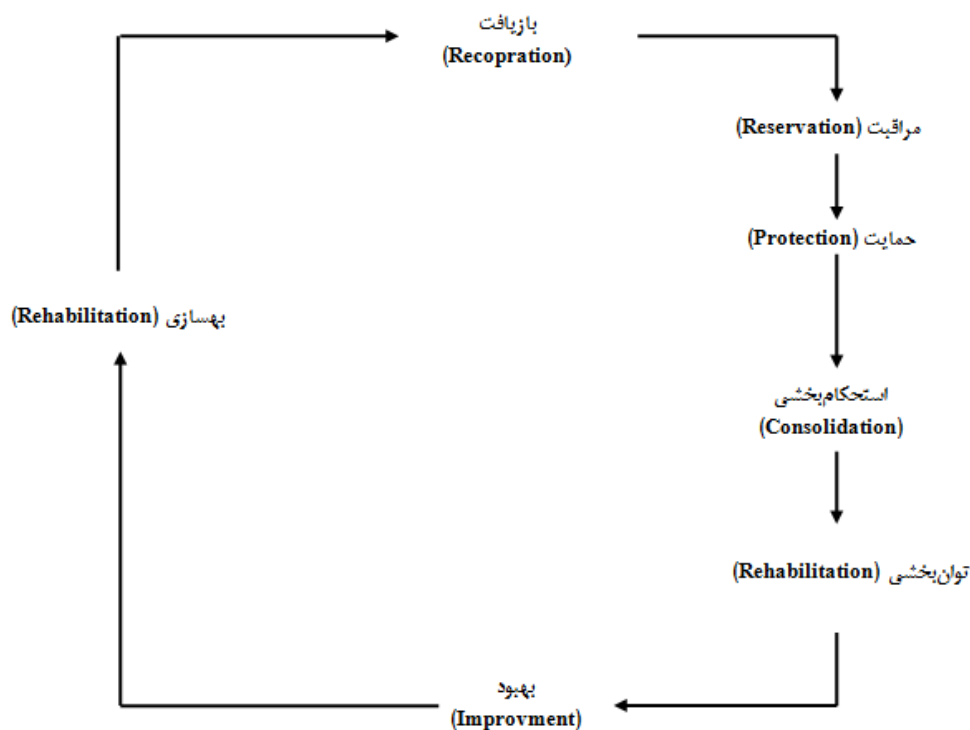 بازیافت
(Recopration)
مراقبت (Reservation)
حمایت (Protection)
استحکام‌بخشی
(Consolidation)
توان‌بخشی (Rehabilitation)
بهبود
(Improvment)
بهسازی (Rehabilitation)